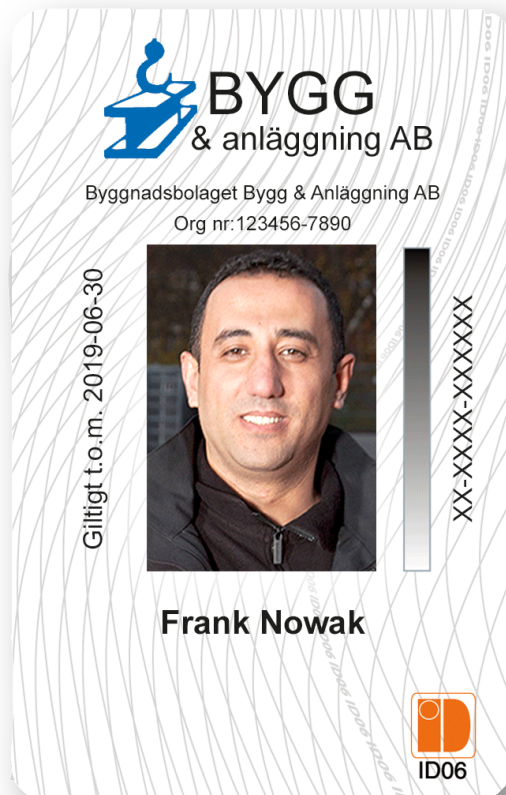 BYGG
& anläggning AB
Byggnadsbolaget Bygg & Anläggning AB
Org nr:123456-7890
Giltigt t.o.m. 2019-06-30
XX-XXXX-XXXXXX
Frank Nowak
ID06